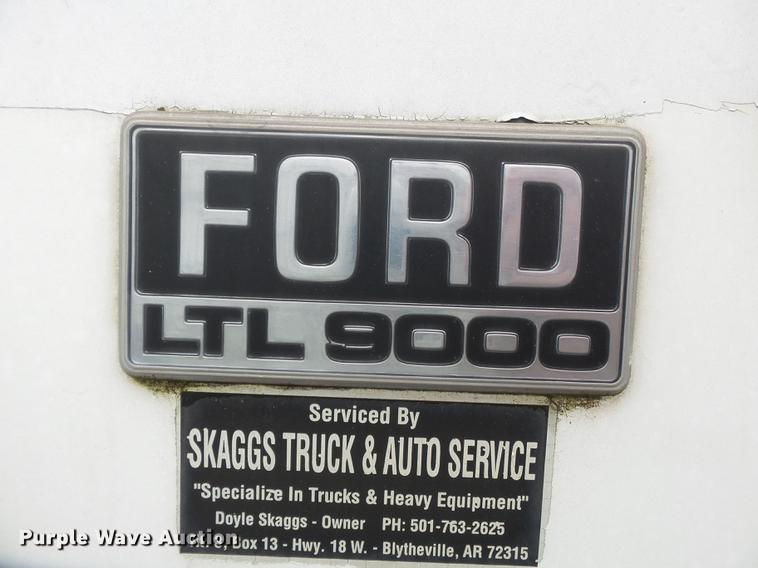 FORD
LTL 9000
Serviced By
SKAGGS TRUCK & AUTO SERVICE
"Specialize In Trucks & Heavy Equipment"
Doyle Skaggs - Owner PH: 501-763-2625
Box 13 - Hwy. 18 W. - Blytheville, AR 72315
Purple Wave Auction